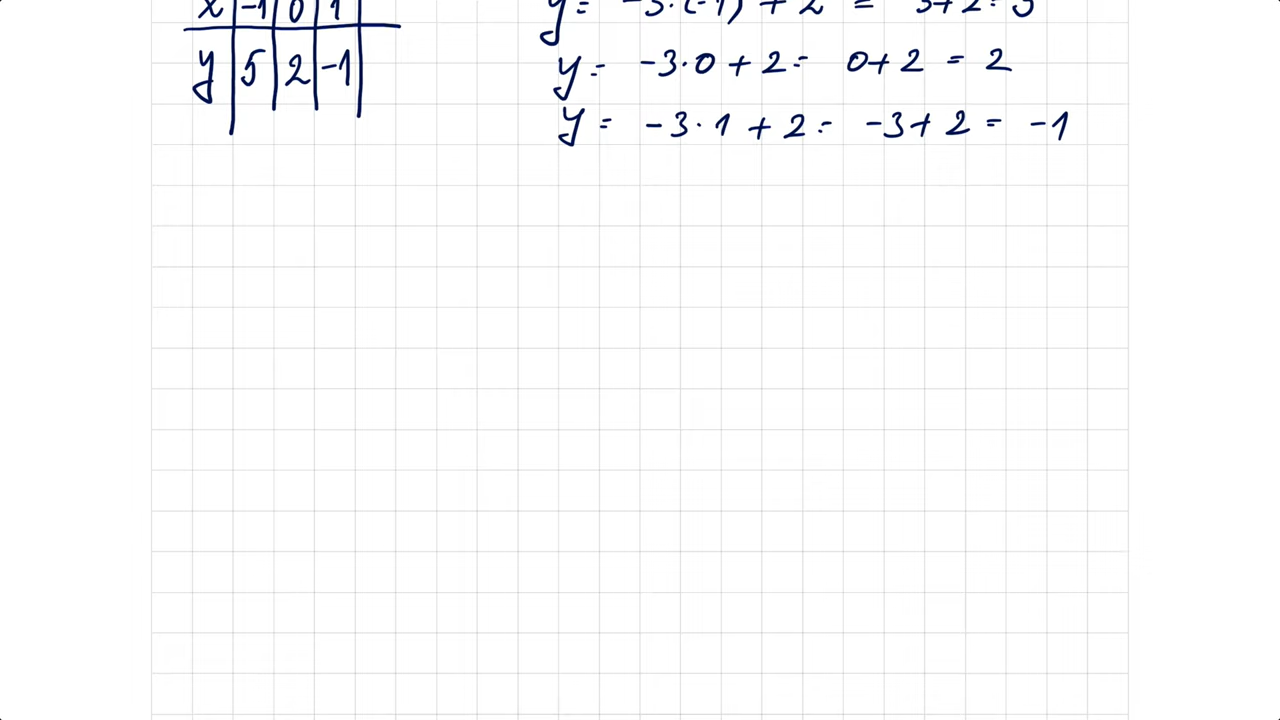 x | -1 | 0 | 1
y | 5 | 2 | -1
y = -3·(-1) + 2 = 3+2=5
y = -3·0 + 2 = 0+2 = 2
y = -3·1 + 2 = -3+2 = -1